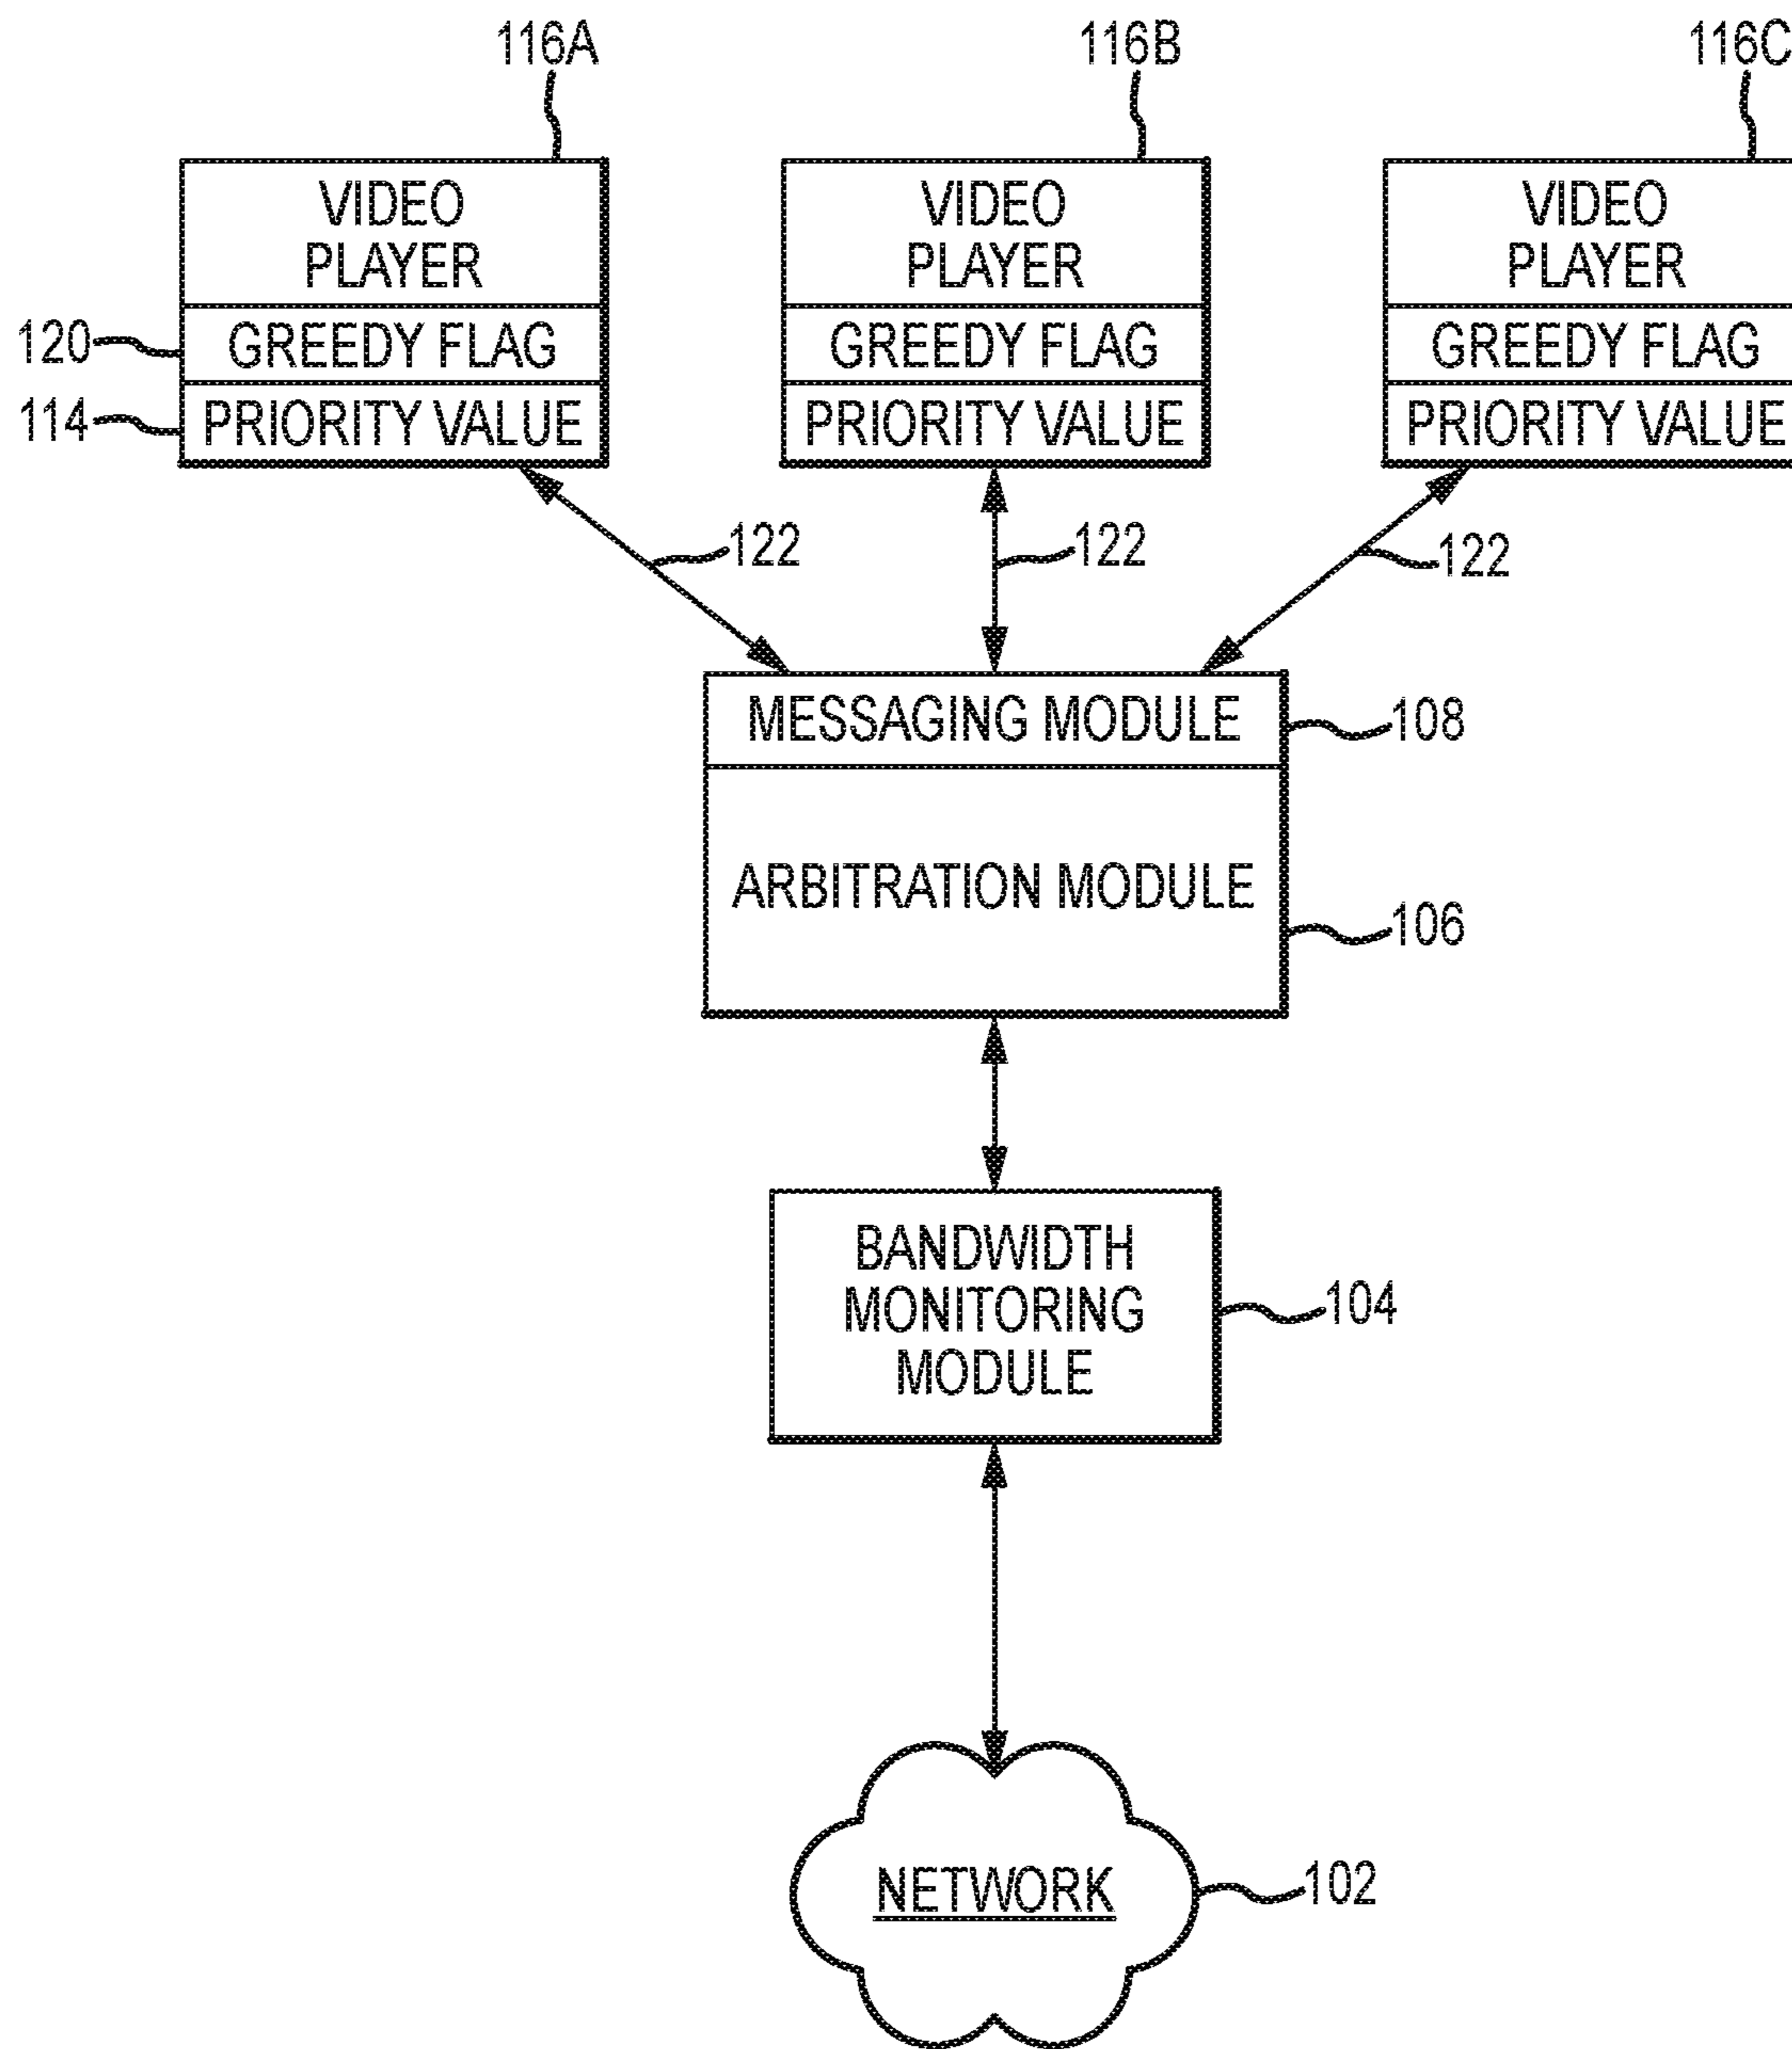 116A
116B
116C
VIDEO
PLAYER
GREEDY FLAG
PRIORITY VALUE
VIDEO
PLAYER
GREEDY FLAG
PRIORITY VALUE
VIDEO
PLAYER
GREEDY FLAG
PRIORITY VALUE
120
114
122
122
122
MESSAGING MODULE
108
ARBITRATION MODULE
106
BANDWIDTH
MONITORING
MODULE
104
NETWORK
102